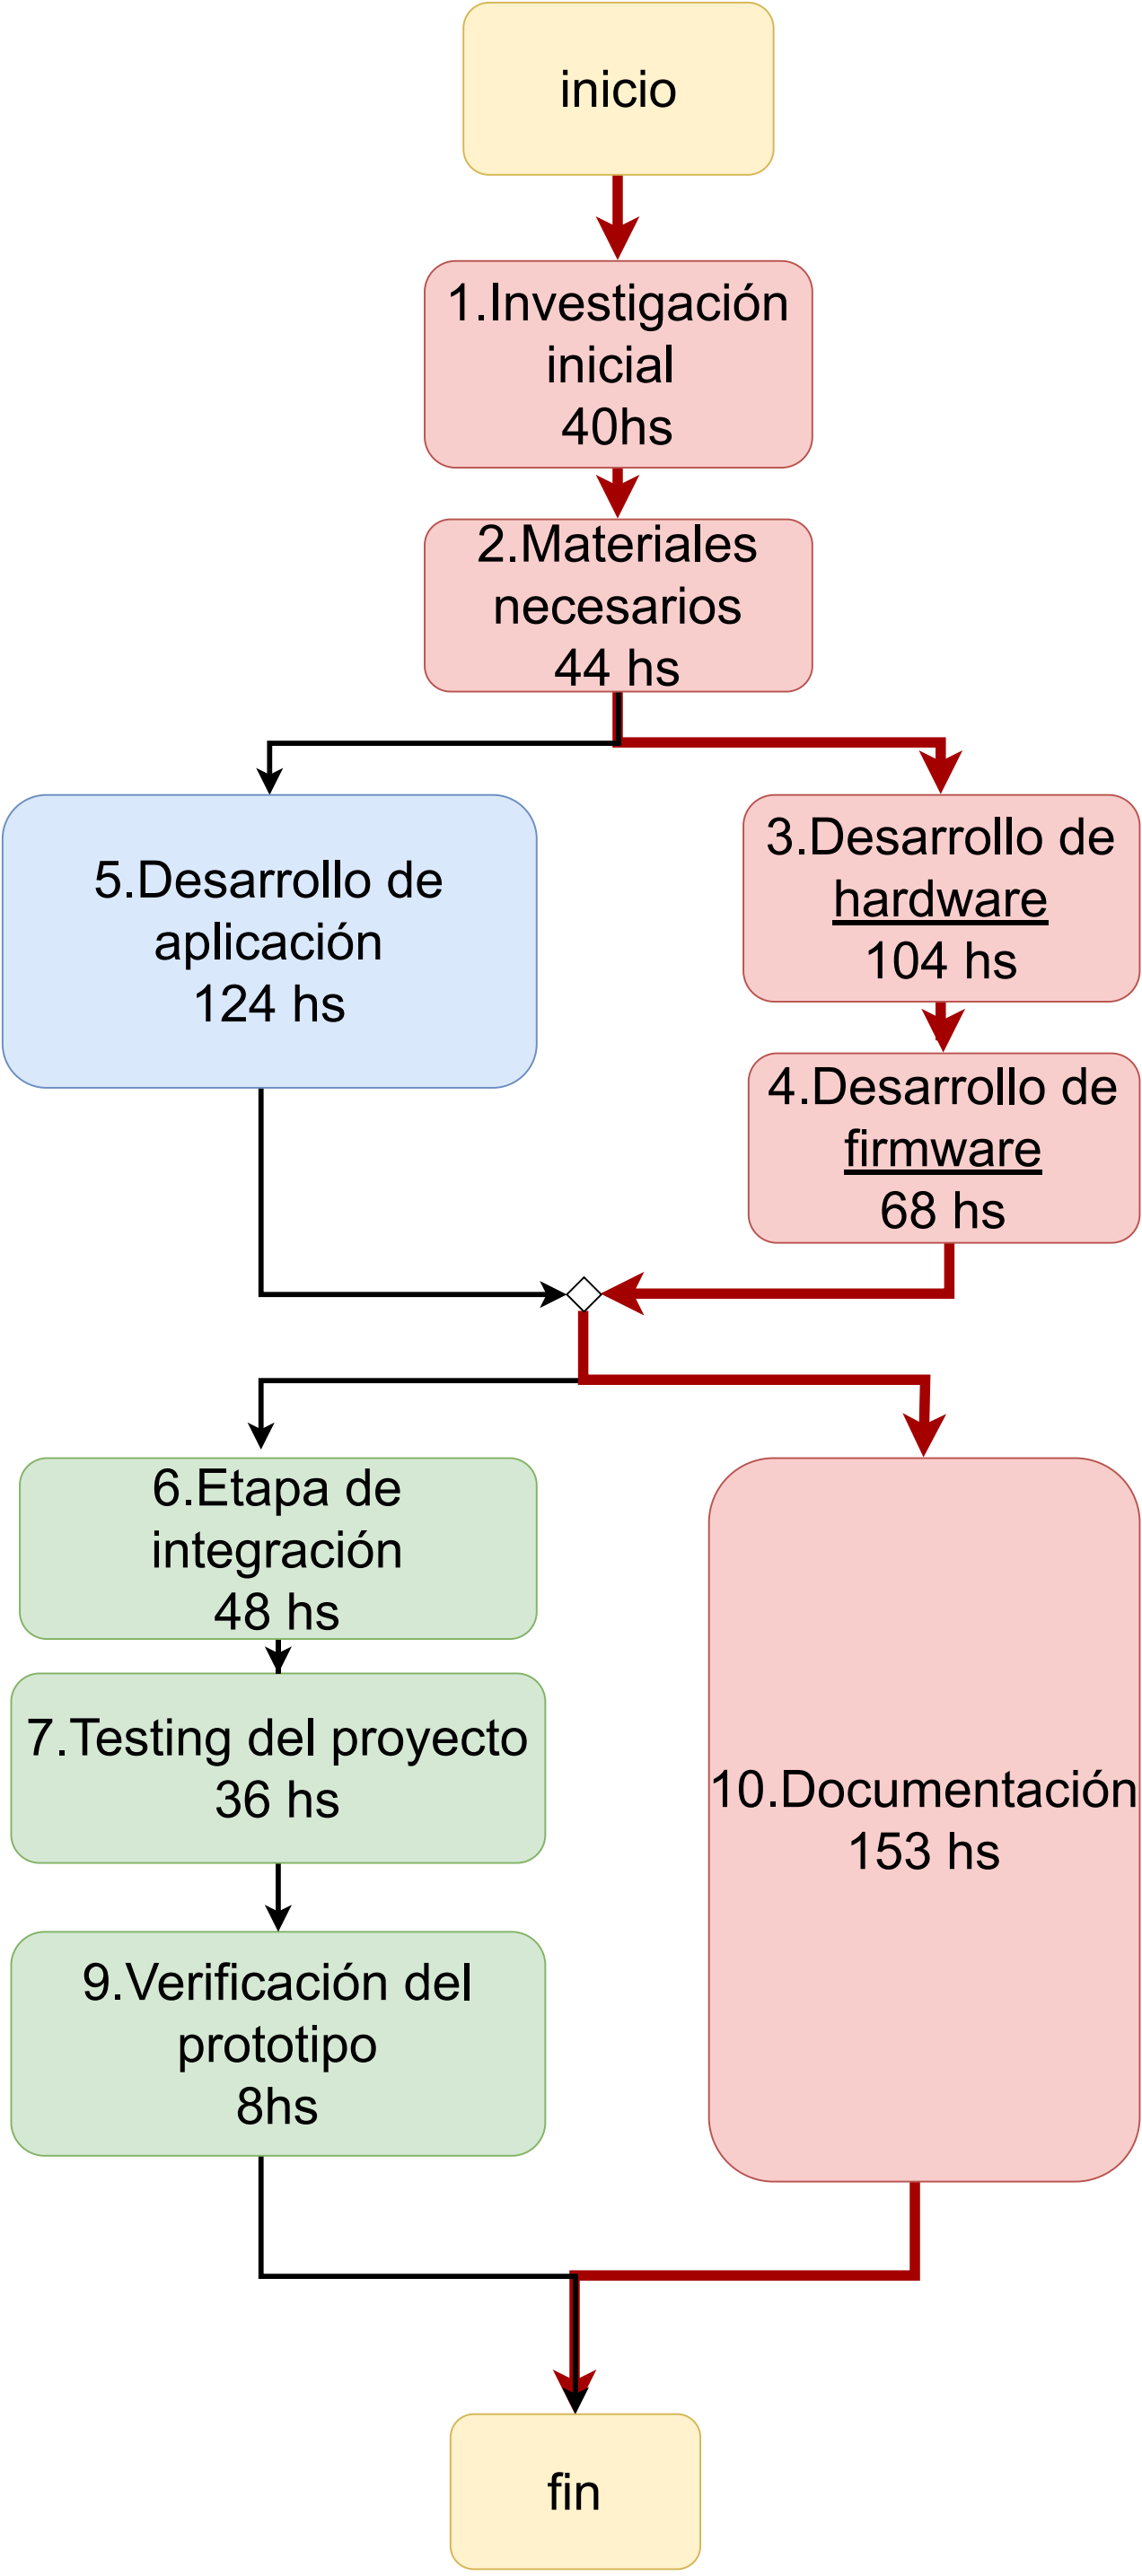 inicio
1.Investigación
inicial
40hs
2.Materiales
necesarios
44 hs
5.Desarrollo de
aplicación
124 hs
3.Desarrollo de
hardware
104 hs
4.Desarrollo de
firmware
68 hs
6.Etapa de
integración
48 hs
7.Testing del proyecto
36 hs
9.Verificación del
prototipo
8hs
10.Documentación
153 hs
fin